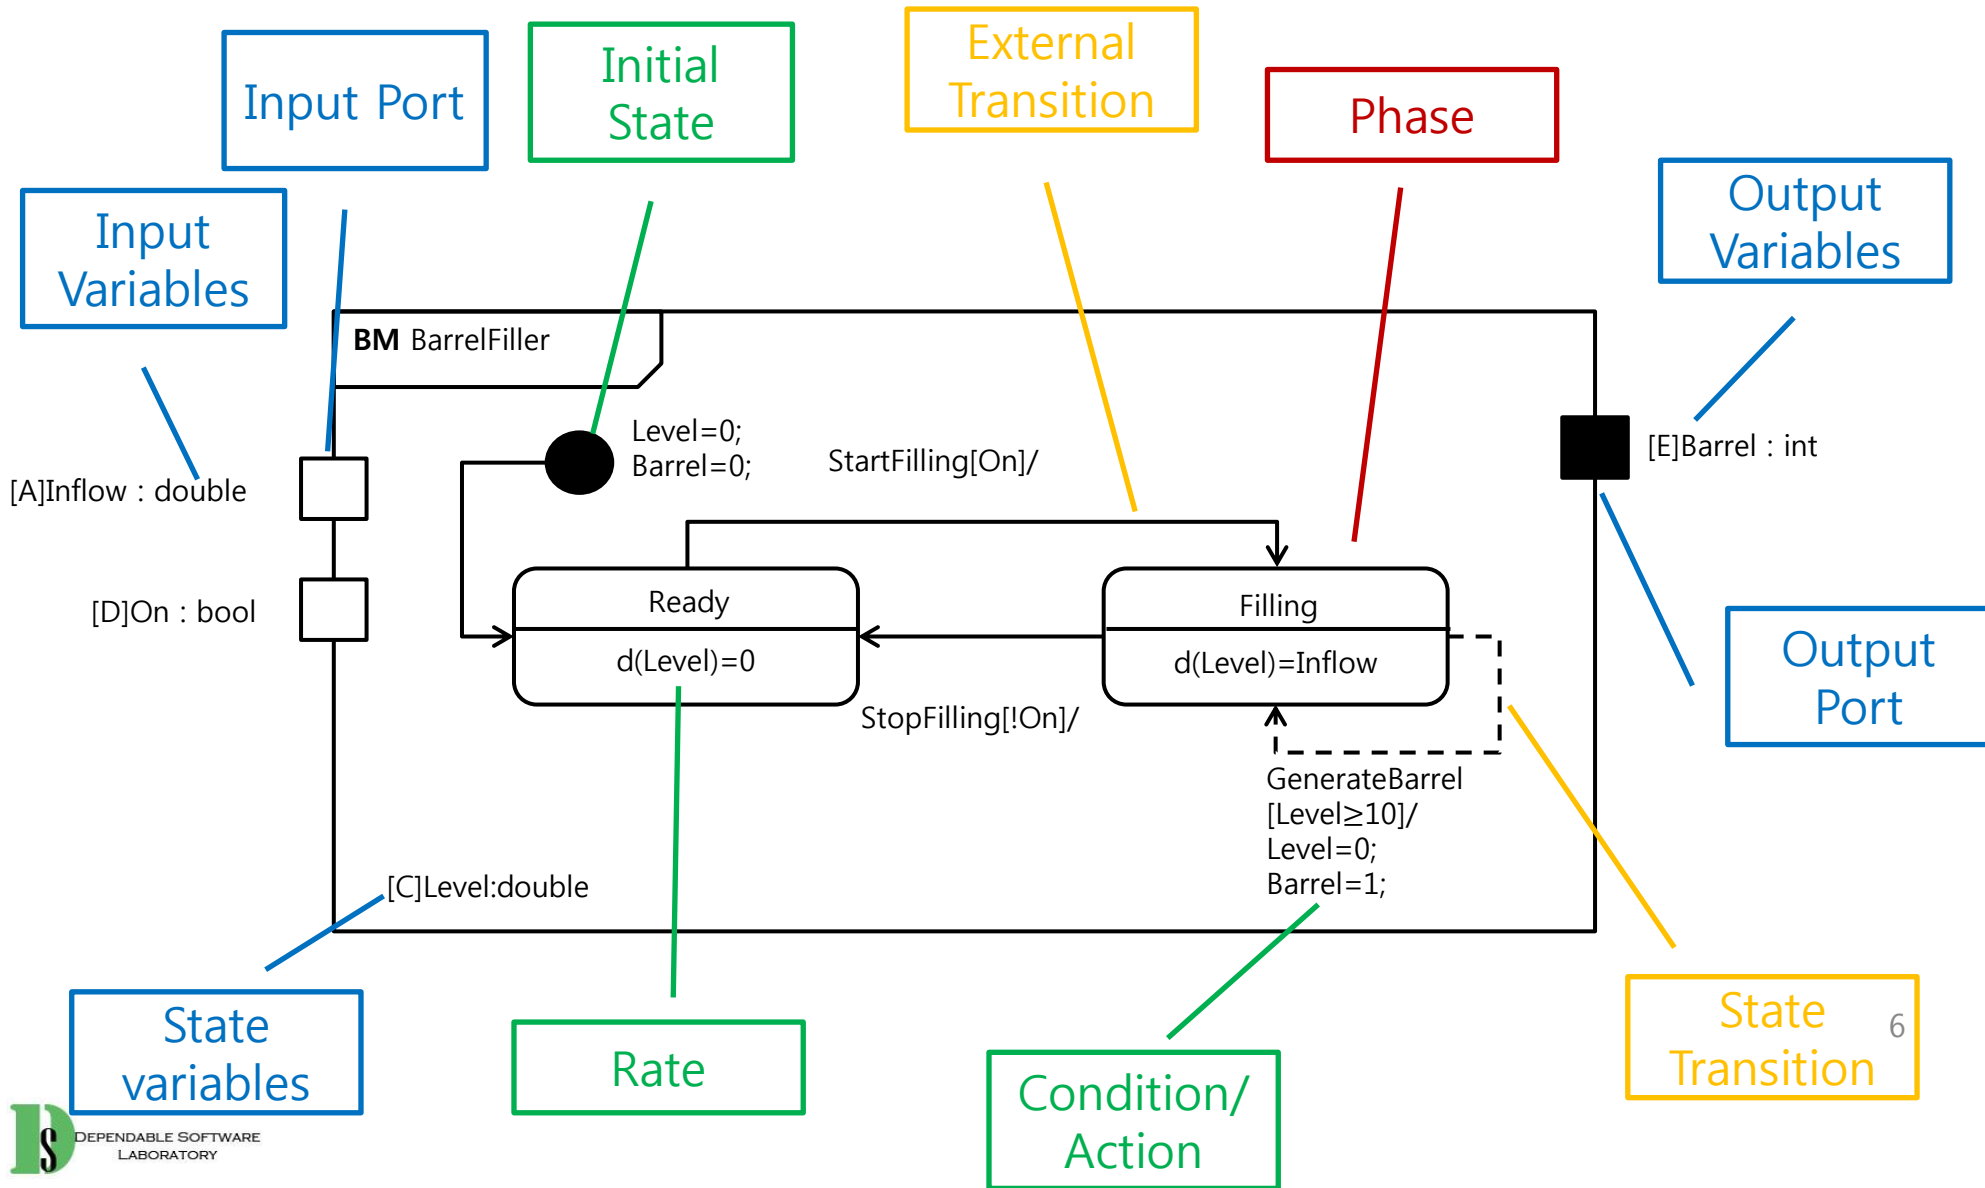 Input Port
Initial
State
External
Transition
Phase
Input
Variables
Output
Variables
BM BarrelFiller
Level=0;
Barrel=0;
StartFilling[On]/
[E]Barrel : int
[A]Inflow : double
[D]On : bool
Ready
d(Level)=0
Filling
d(Level)=Inflow
StopFilling[!On]/
Output
Port
GenerateBarrel
[Level≥10]/
Level=0;
Barrel=1;
[C]Level:double
State
variables
Rate
Condition/
Action
State
Transition
6
DEPENDABLE SOFTWARE
LABORATORY